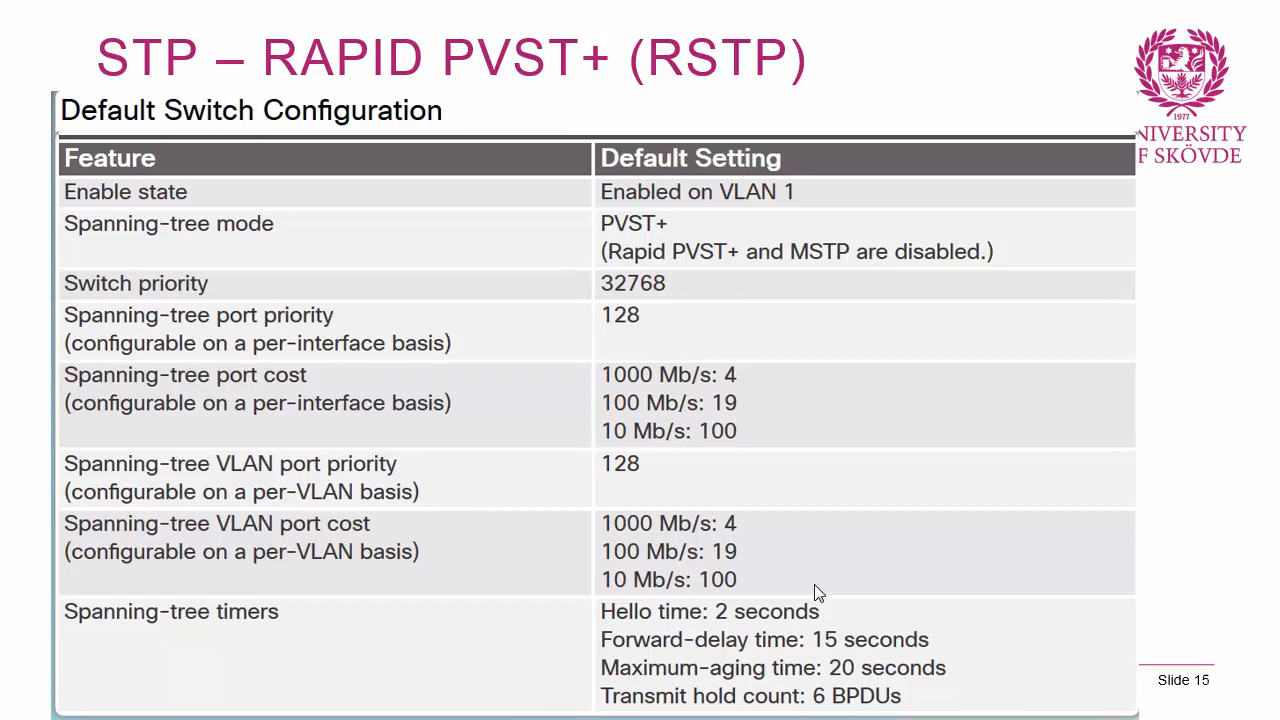 STP – RAPID PVST+ (RSTP)
Default Switch Configuration
1977
NIVERSITY
F SKÖVDE
Feature Default Setting
Enable state Enabled on VLAN 1
Spanning-tree mode PVST+
(Rapid PVST+ and MSTP are disabled.)
Switch priority 32768
Spanning-tree port priority 128
(configurable on a per-interface basis)
Spanning-tree port cost 1000 Mb/s: 4
(configurable on a per-interface basis) 100 Mb/s: 19
10 Mb/s: 100
Spanning-tree VLAN port priority 128
(configurable on a per-VLAN basis)
Spanning-tree VLAN port cost 1000 Mb/s: 4
(configurable on a per-VLAN basis) 100 Mb/s: 19
10 Mb/s: 100
Spanning-tree timers Hello time: 2 seconds
Forward-delay time: 15 seconds
Maximum-aging time: 20 seconds
Transmit hold count: 6 BPDUs
Slide 15